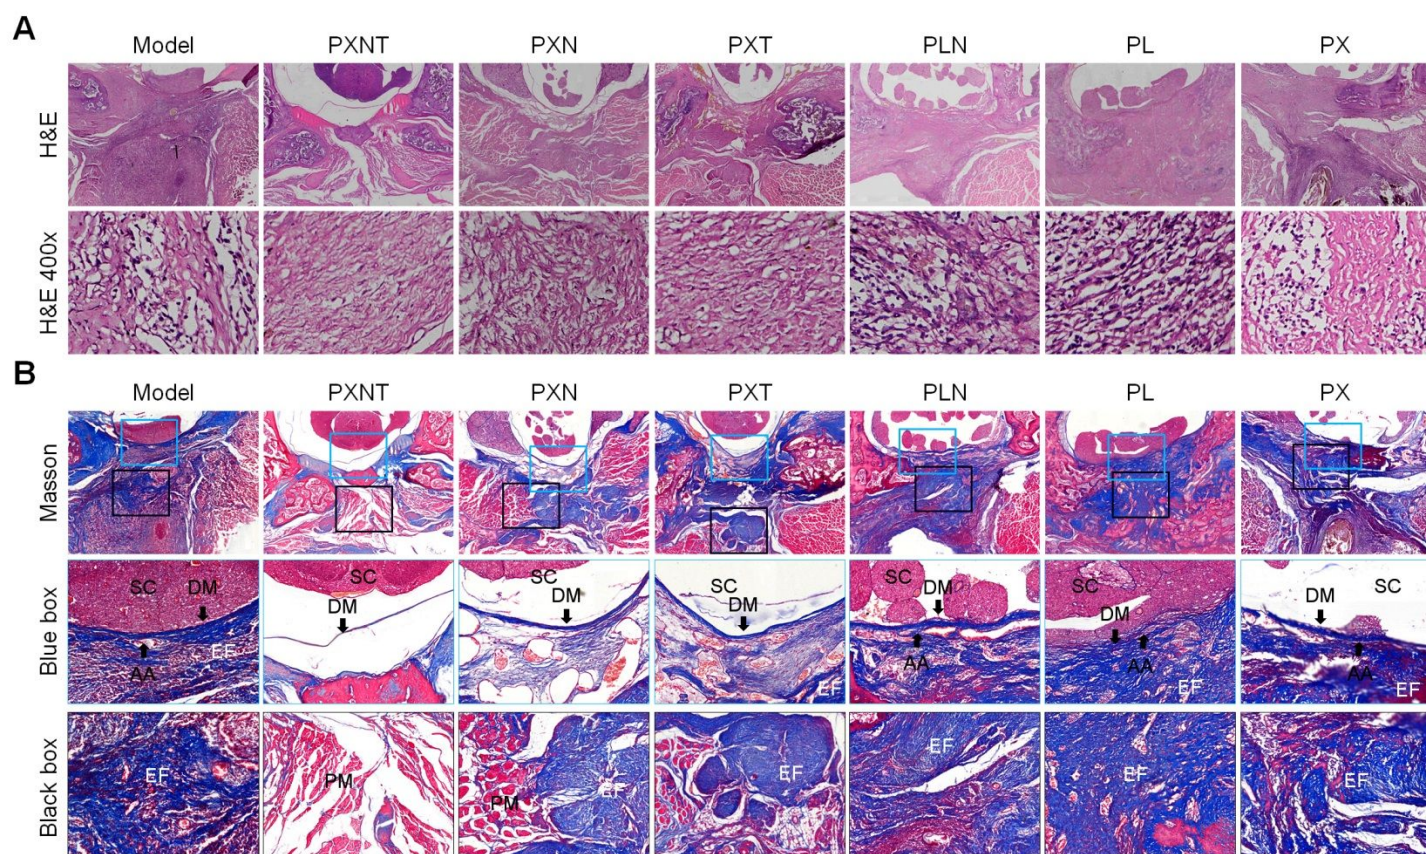 A
Model PXNT PXN PXT PLN PL PX
H&E
H&E 400x
B
Model PXNT PXN PXT PLN PL PX
Masson
Blue box
SC DM AA EF
SC DM
SC DM
SC DM EF
SC DM AA EF
SC DM AA EF
DM SC AA EF
Black box
EF
PM
PM EF
EF
EF
EF
EF